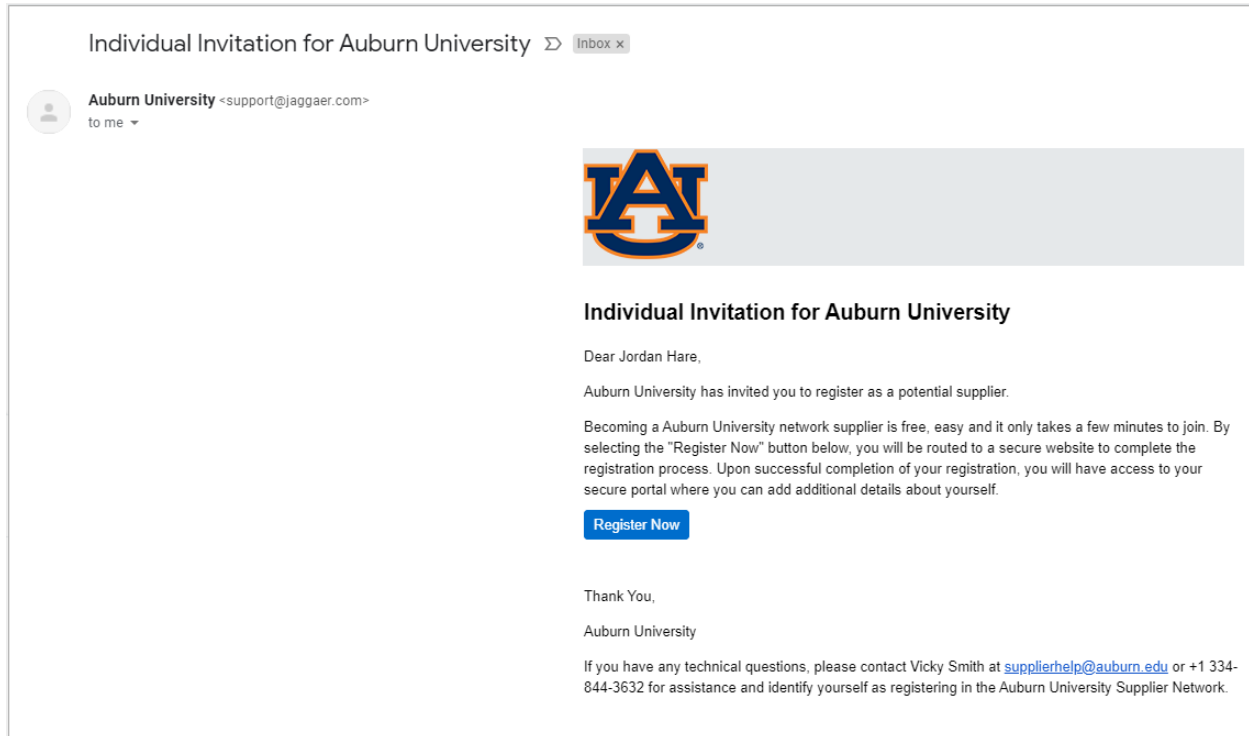 Individual Invitation for Auburn University Inbox x
Auburn University <support@jaggaer.com>
to me
AU
®
Individual Invitation for Auburn University
Dear Jordan Hare,
Auburn University has invited you to register as a potential supplier.
Becoming a Auburn University network supplier is free, easy and it only takes a few minutes to join. By
selecting the "Register Now" button below, you will be routed to a secure website to complete the
registration process. Upon successful completion of your registration, you will have access to your
secure portal where you can add additional details about yourself.
Register Now
Thank You,
Auburn University
If you have any technical questions, please contact Vicky Smith at supplierhelp@auburn.edu or +1 334-
844-3632 for assistance and identify yourself as registering in the Auburn University Supplier Network.